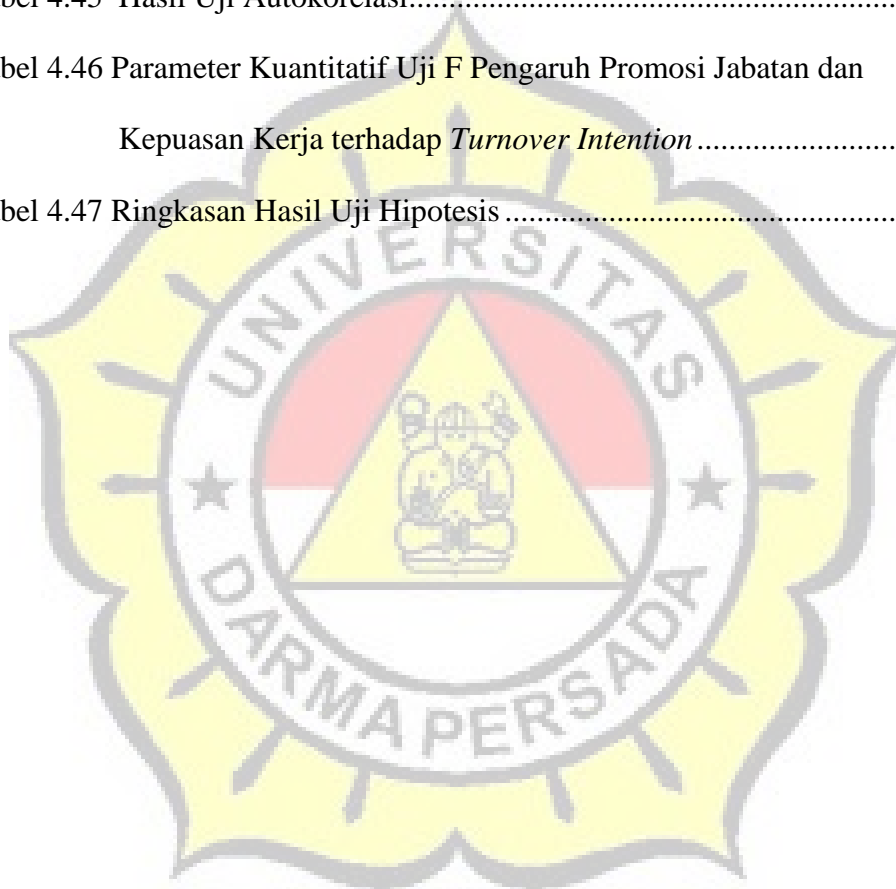 bel 4.45 Hasil Uji Autokorelasi..........................................................
bel 4.46 Parameter Kuantitatif Uji F Pengaruh Promosi Jabatan dan
Kepuasan Kerja terhadap Turnover Intention.........................
bel 4.47 Ringkasan Hasil Uji Hipotesis.............................................
UNIVERSITAS
DARMA PERSADA